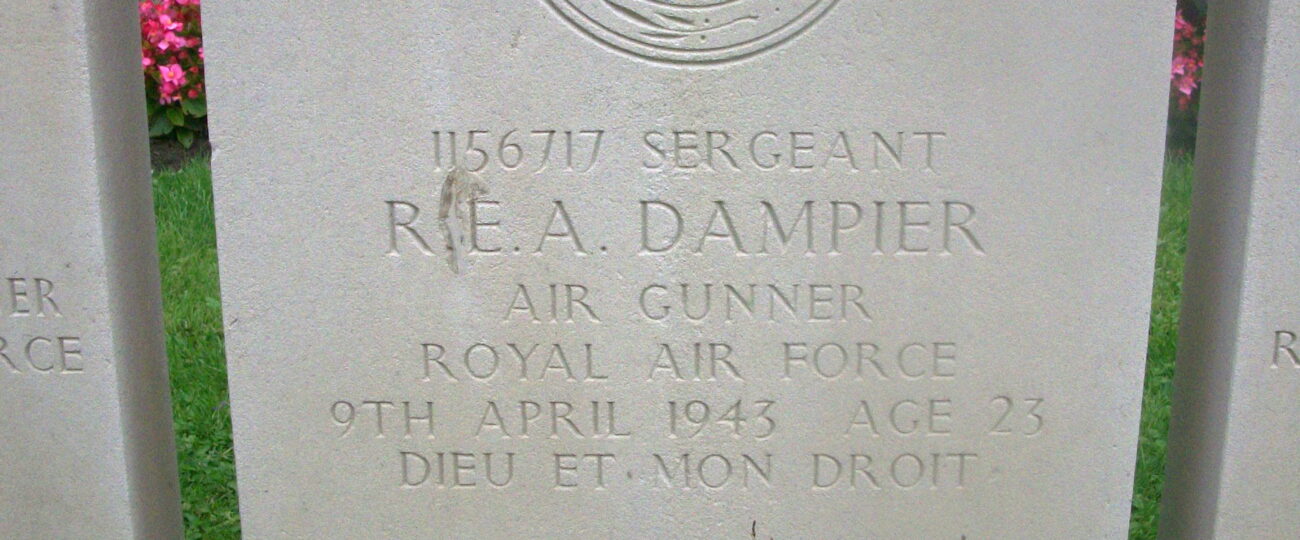 1156717 SERGEANT
R.E.A. DAMPIER
AIR GUNNER
ROYAL AIR FORCE
9TH APRIL 1943 AGE 23
DIEU ET MON DROIT